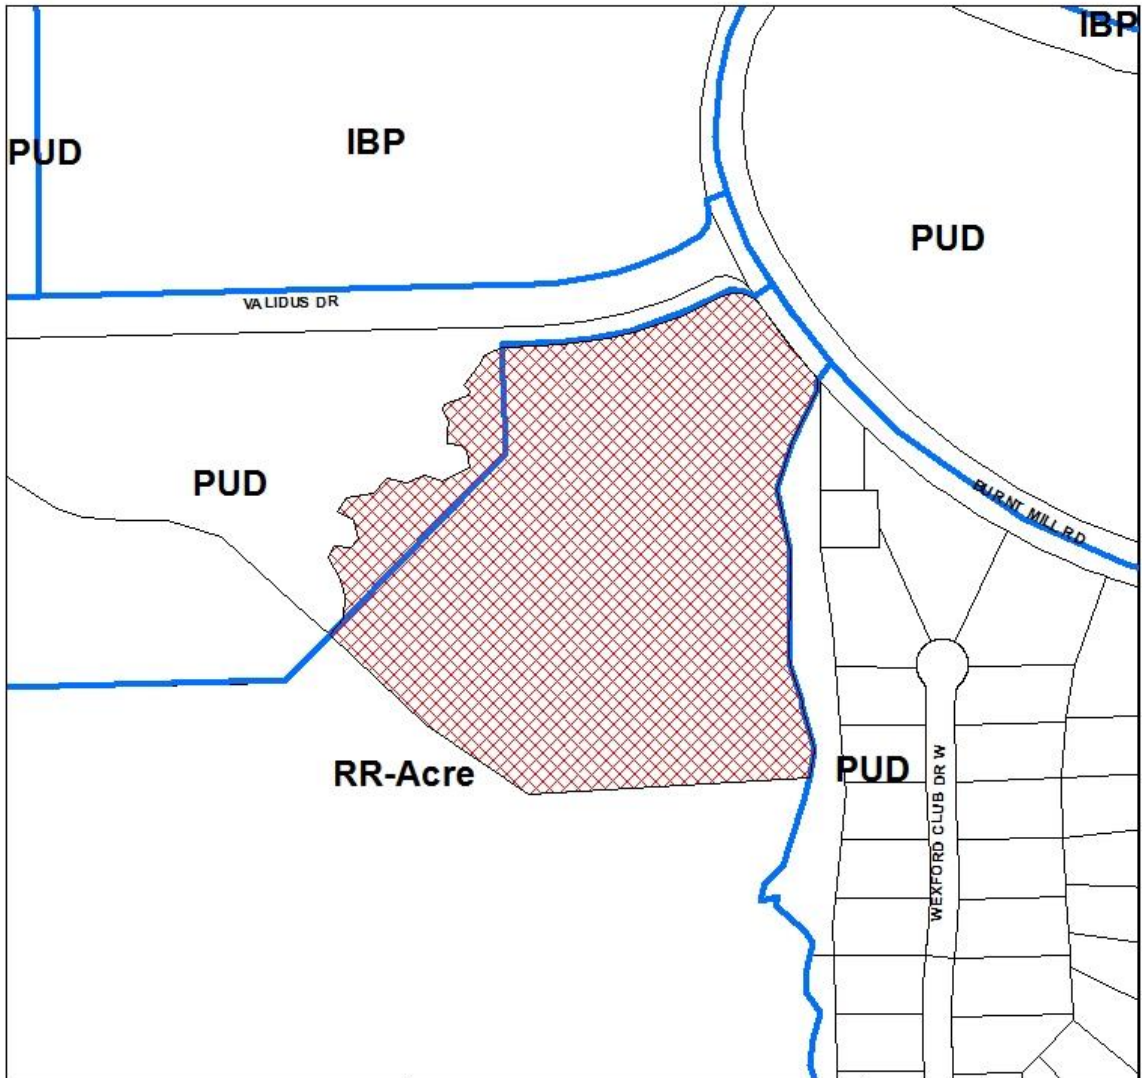 IBP
PUD
IBP
PUD
VALIDUS DR
PUD
BURNT MILL RD
RR-Acre
PUD
WEXFORD CLUB DR W